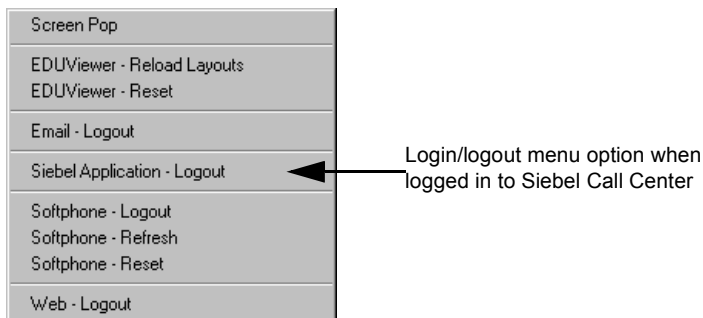 Screen Pop
EDUViewer - Reload Layouts
EDUViewer - Reset
Email - Logout
Siebel Application - Logout
Login/logout menu option when
logged in to Siebel Call Center
Softphone - Logout
Softphone - Refresh
Softphone - Reset
Web - Logout